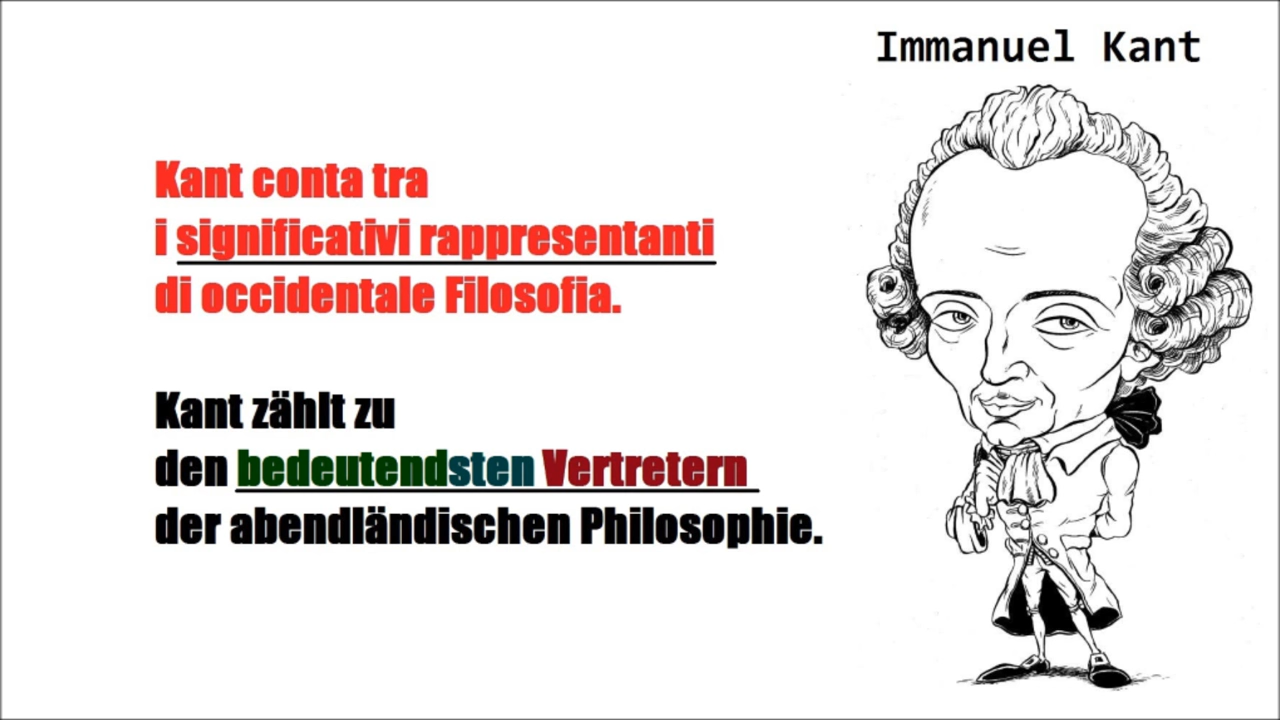 Immanuel Kant
Kant conta tra
i significativi rappresentanti
di occidentale Filosofia.
Kant zählt zu
den bedeutendsten Vertretern
der abendländischen Philosophie.